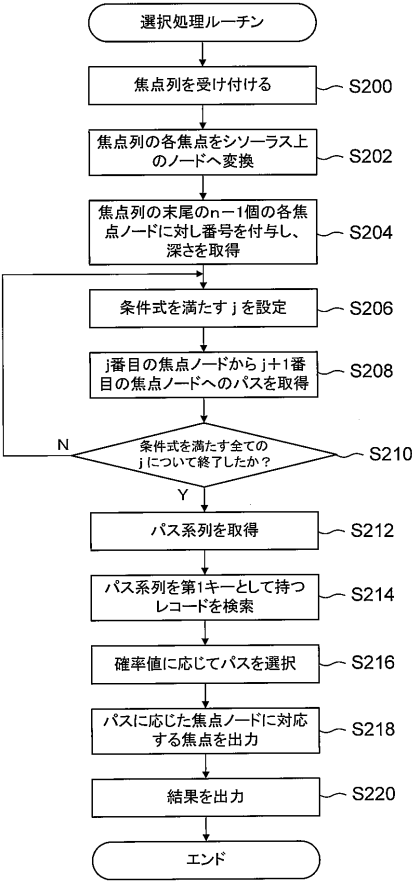 選択処理ルーチン
焦点列を受け付ける
S200
焦点列の各焦点をシソーラス上
のノードへ変換
S202
焦点列の末尾のn－1個の各焦
点ノードに対し番号を付与し、
深さを取得
S204
条件式を満たすjを設定
S206
j番目の焦点ノードからj＋1番
目の焦点ノードへのパスを取得
S208
条件式を満たす全ての
jについて終了したか？
S210
N
Y
パス系列を取得
S212
パス系列を第1キーとして持つ
レコードを検索
S214
確率値に応じてパスを選択
S216
パスに応じた焦点ノードに対応
する焦点を出力
S218
結果を出力
S220
エンド